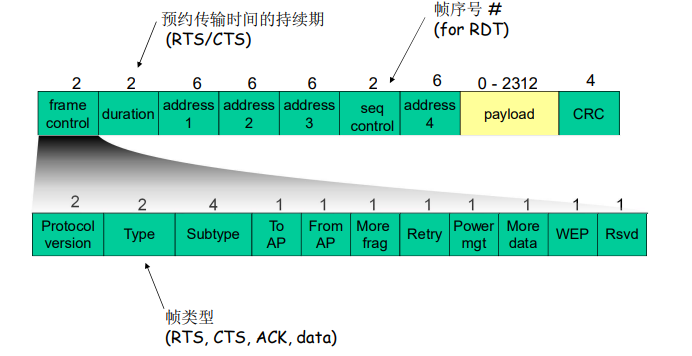 预约传输时间的持续期
(RTS/CTS)
帧序号 #
(for RDT)
2 2 6 6 6 2 6 0 - 2312 4
frame control duration address 1 address 2 address 3 seq control address 4 payload CRC
2 2 4 1 1 1 1 1 1 1 1
Protocol version Type Subtype To AP From AP More frag Retry Power mgt More data WEP Rsvd
帧类型
(RTS, CTS, ACK, data)